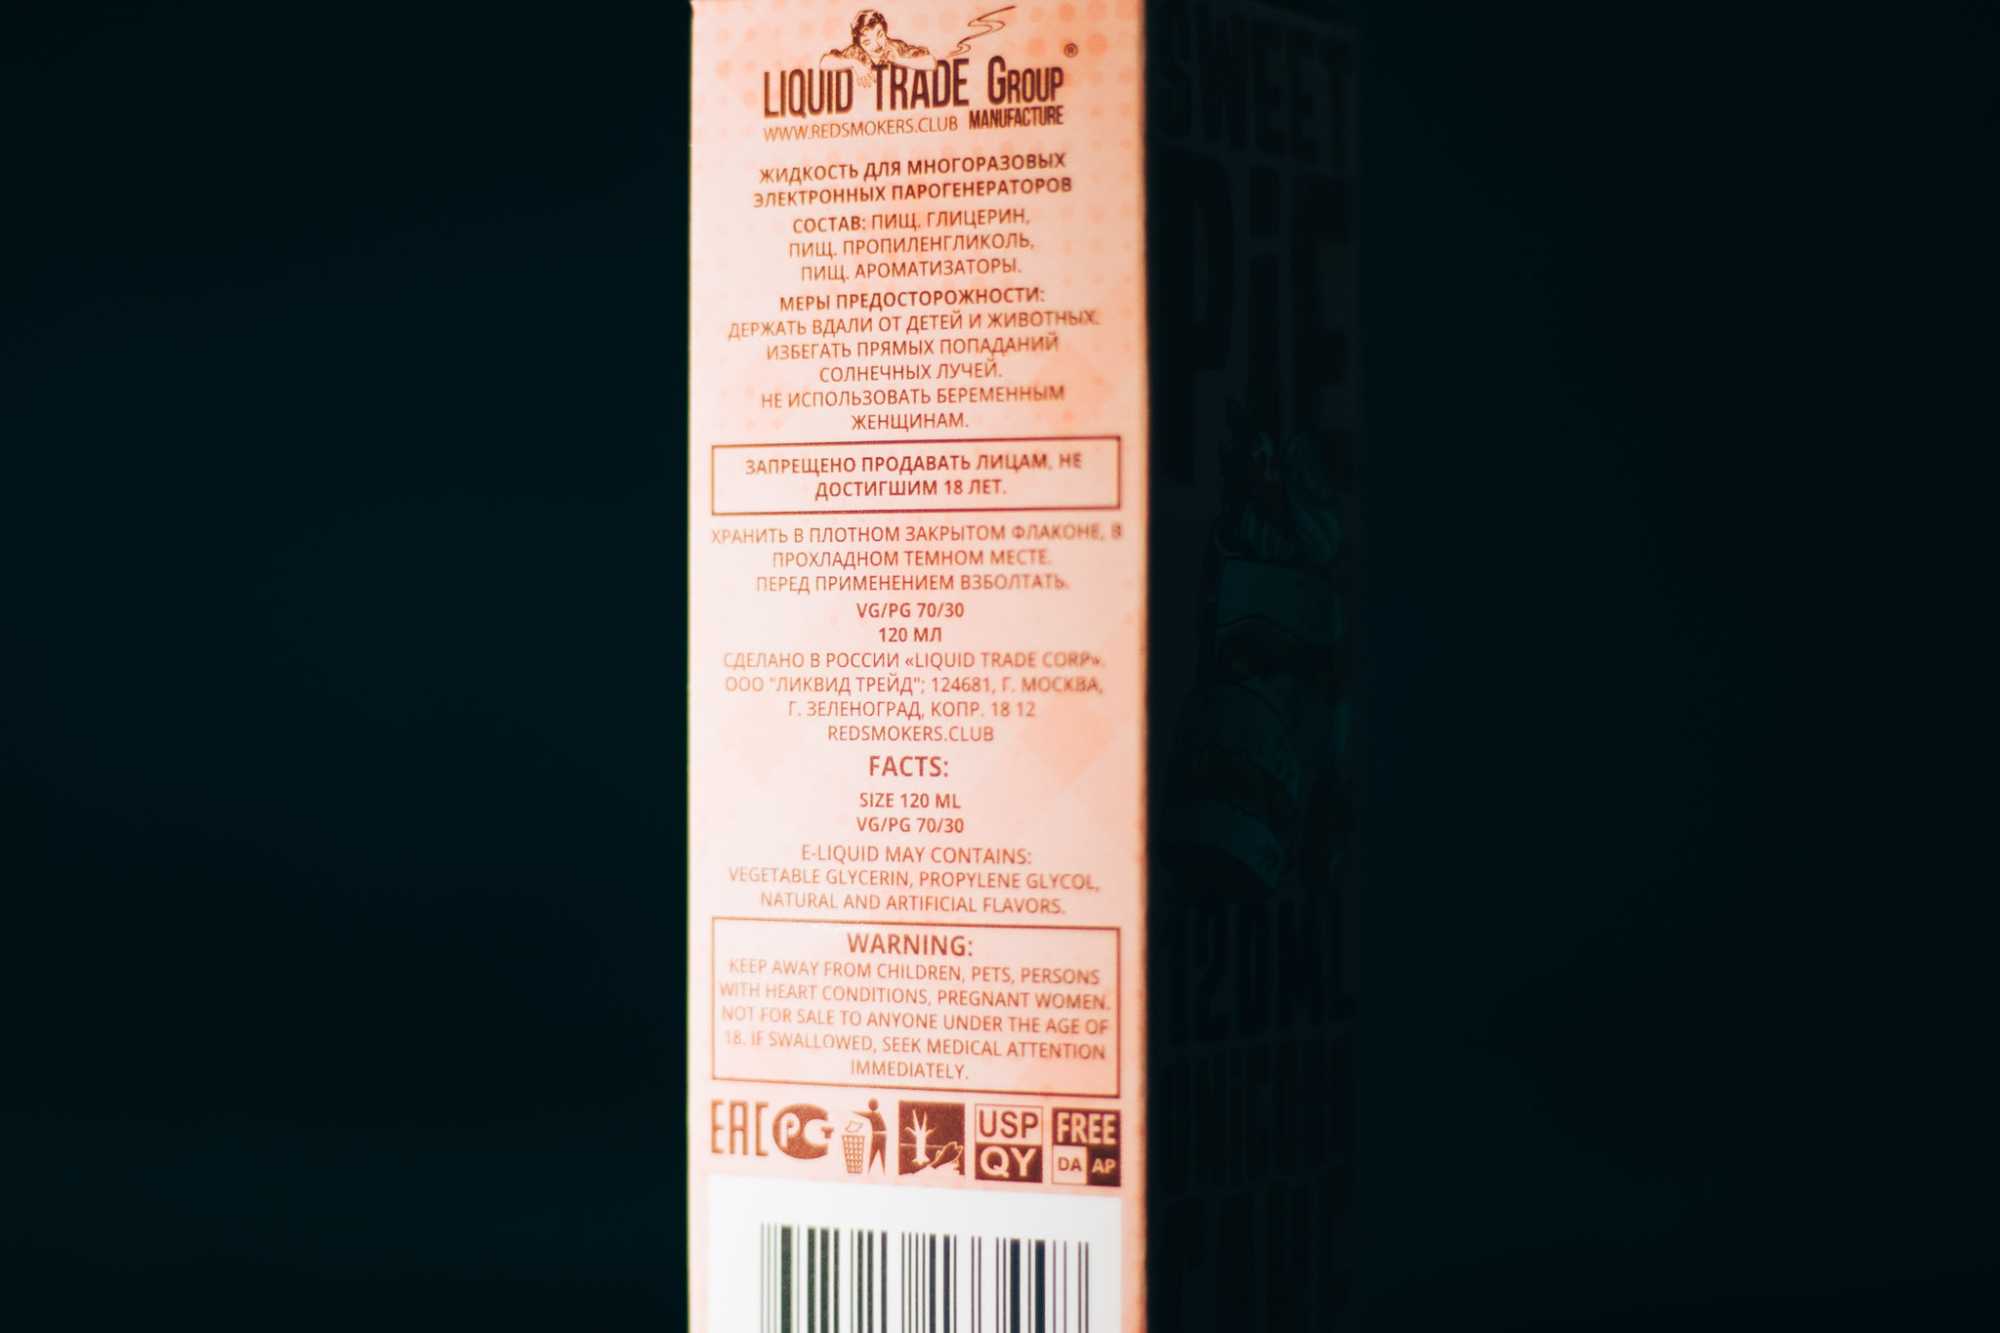 LIQUID TRADE GROUP ®
WWW.REDSMOKERS.CLUB MANUFACTURE
ЖИДКОСТЬ ДЛЯ МНОГОРАЗОВЫХ
ЭЛЕКТРОННЫХ ПАРОГЕНЕРАТОРОВ
СОСТАВ: ПИЩ. ГЛИЦЕРИН,
ПИЩ. ПРОПИЛЕНГЛИКОЛЬ,
ПИЩ. АРОМАТИЗАТОРЫ.
МЕРЫ ПРЕДОСТОРОЖНОСТИ:
ДЕРЖАТЬ ВДАЛИ ОТ ДЕТЕЙ И ЖИВОТНЫХ.
ИЗБЕГАТЬ ПРЯМЫХ ПОПАДАНИЙ
СОЛНЕЧНЫХ ЛУЧЕЙ.
НЕ ИСПОЛЬЗОВАТЬ БЕРЕМЕННЫМ
ЖЕНЩИНАМ.
ЗАПРЕЩЕНО ПРОДАВАТЬ ЛИЦАМ, НЕ
ДОСТИГШИМ 18 ЛЕТ.
ХРАНИТЬ В ПЛОТНОМ ЗАКРЫТОМ ФЛАКОНЕ, В
ПРОХЛАДНОМ ТЕМНОМ МЕСТЕ.
ПЕРЕД ПРИМЕНЕНИЕМ ВЗБОЛТАТЬ.
VG/PG 70/30
120 МЛ
СДЕЛАНО В РОССИИ «LIQUID TRADE CORP».
ООО "ЛИКВИД ТРЕЙД"; 124681, Г. МОСКВА,
Г. ЗЕЛЕНОГРАД, КОПР. 18 12
REDSMOKERS.CLUB
FACTS:
SIZE 120 ML
VG/PG 70/30
E-LIQUID MAY CONTAINS:
VEGETABLE GLYCERIN, PROPYLENE GLYCOL,
NATURAL AND ARTIFICIAL FLAVORS.
WARNING:
KEEP AWAY FROM CHILDREN, PETS, PERSONS
WITH HEART CONDITIONS, PREGNANT WOMEN.
NOT FOR SALE TO ANYONE UNDER THE AGE OF
18. IF SWALLOWED, SEEK MEDICAL ATTENTION
IMMEDIATELY.
EAC PG USP FREE
QY DA AP
SWEET
PiE
120ML